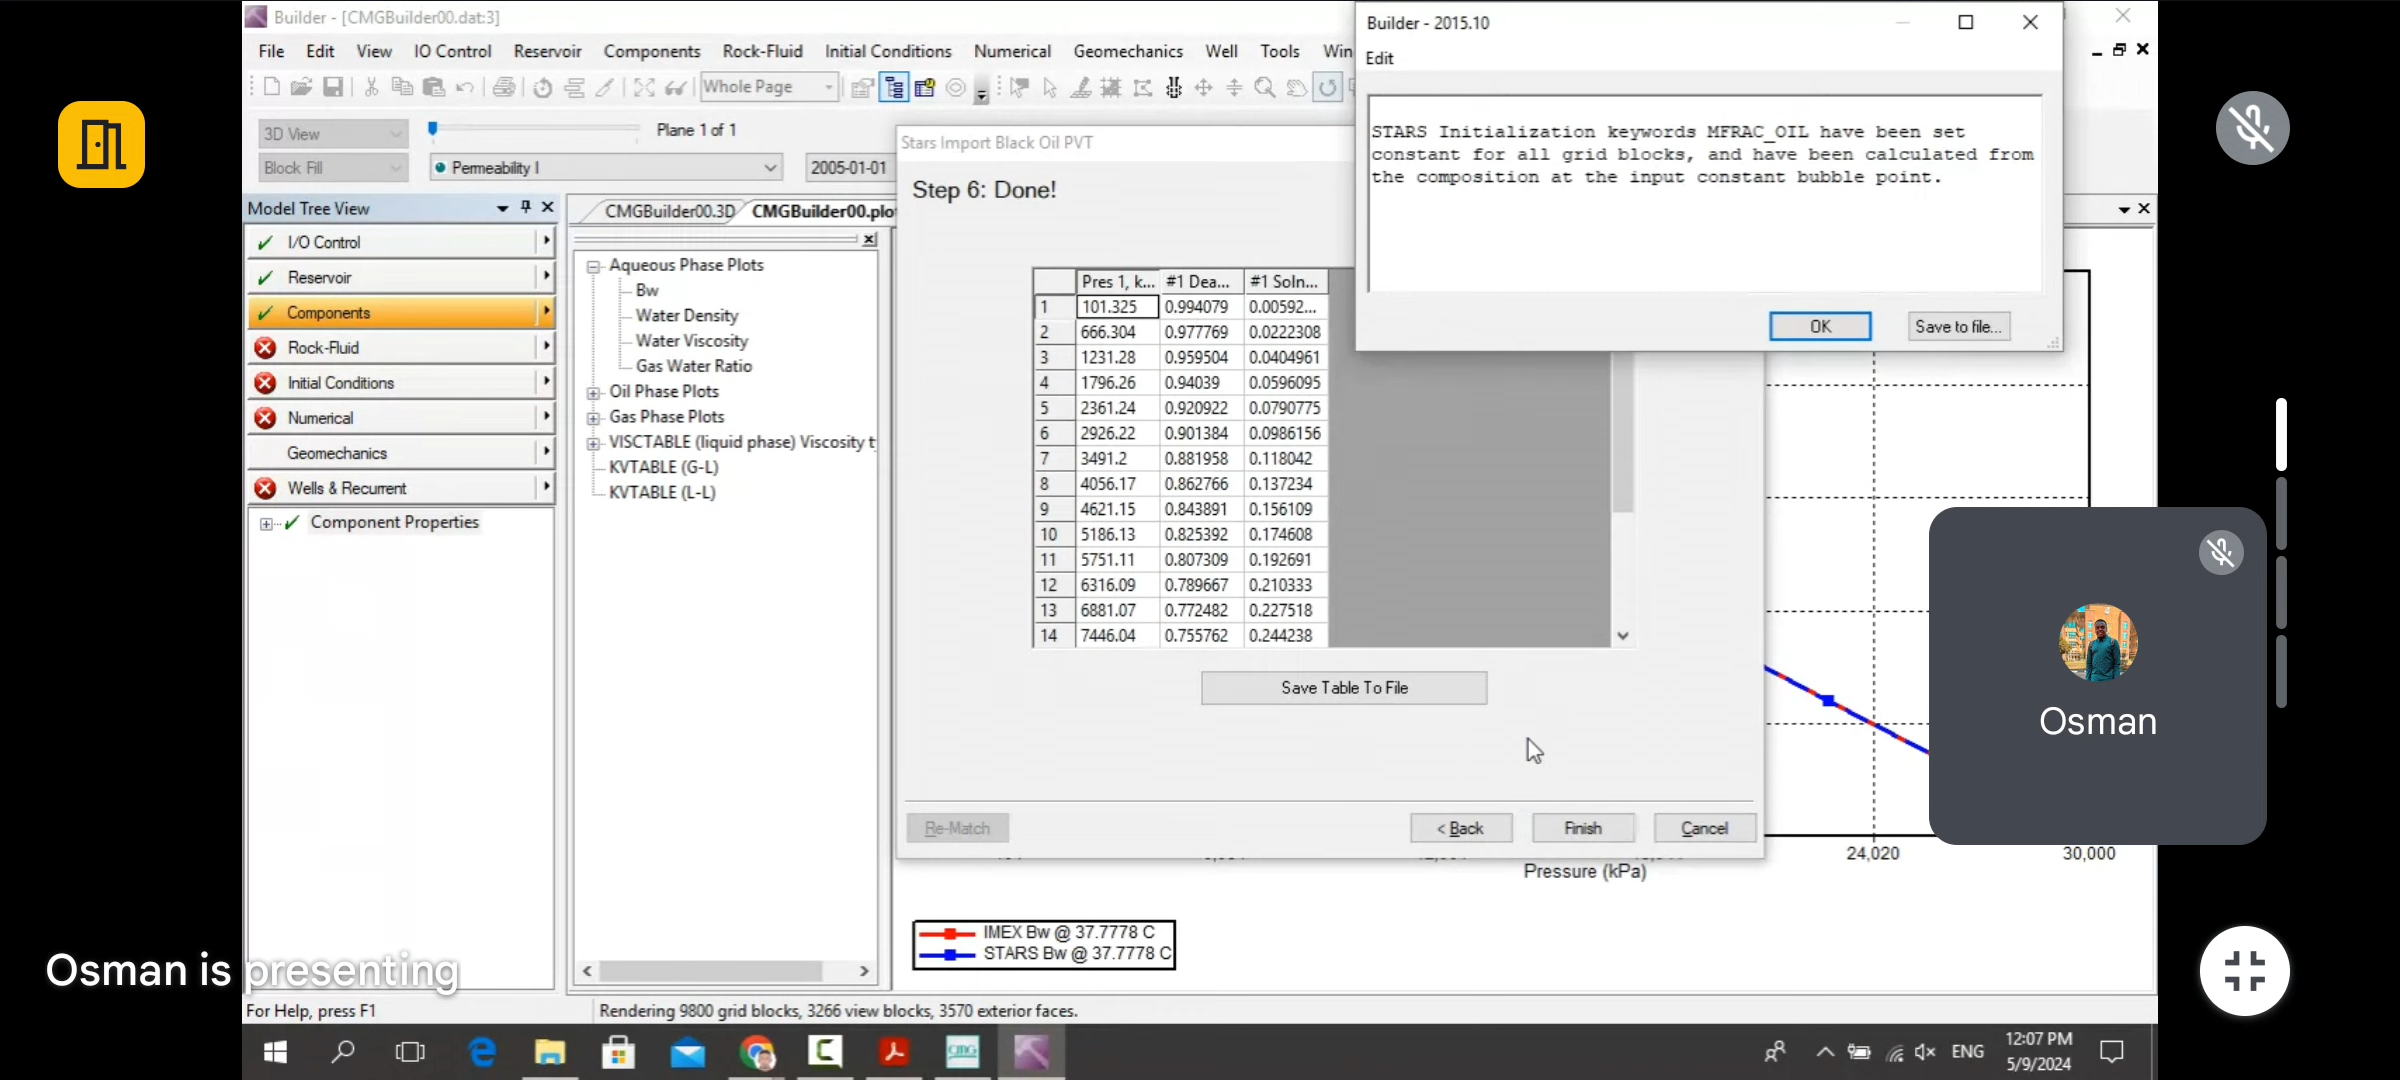 Builder - [CMGBuilder00.dat:3]
File Edit View IO Control Reservoir Components Rock-Fluid Initial Conditions Numerical Geomechanics Well Tools Win
Whole Page
3D View
Plane 1 of 1
Block Fill
Permeability I
2005-01-01
Model Tree View
I/O Control
Reservoir
Components
Rock-Fluid
Initial Conditions
Numerical
Geomechanics
Wells & Recurrent
Component Properties
CMGBuilder00.3D
CMGBuilder00.plo
Aqueous Phase Plots
Bw
Water Density
Water Viscosity
Gas Water Ratio
Oil Phase Plots
Gas Phase Plots
VISCTABLE (liquid phase) Viscosity t
KVTABLE (G-L)
KVTABLE (L-L)
Stars Import Black Oil PVT
Step 6: Done!
Pres 1, k... #1 Dea... #1 Soln...
1 101.325 0.994079 0.00592...
2 666.304 0.977769 0.0222308
3 1231.28 0.959504 0.0404961
4 1796.26 0.94039 0.0596095
5 2361.24 0.920922 0.0790775
6 2926.22 0.901384 0.0986156
7 3491.2 0.881958 0.118042
8 4056.17 0.862766 0.137234
9 4621.15 0.843891 0.156109
10 5186.13 0.825392 0.174608
11 5751.11 0.807309 0.192691
12 6316.09 0.789667 0.210333
13 6881.07 0.772482 0.227518
14 7446.04 0.755762 0.244238
Save Table To File
Re-Match
< Back
Finish
Cancel
Builder - 2015.10
Edit
STARS Initialization keywords MFRAC_OIL have been set
constant for all grid blocks, and have been calculated from
the composition at the input constant bubble point.
OK
Save to file...
24,020
30,000
Pressure (kPa)
IMEX Bw @ 37.7778 C
STARS Bw @ 37.7778 C
Osman
Osman is presenting
For Help, press F1
Rendering 9800 grid blocks, 3266 view blocks, 3570 exterior faces.
CMG
ENG
12:07 PM
5/9/2024